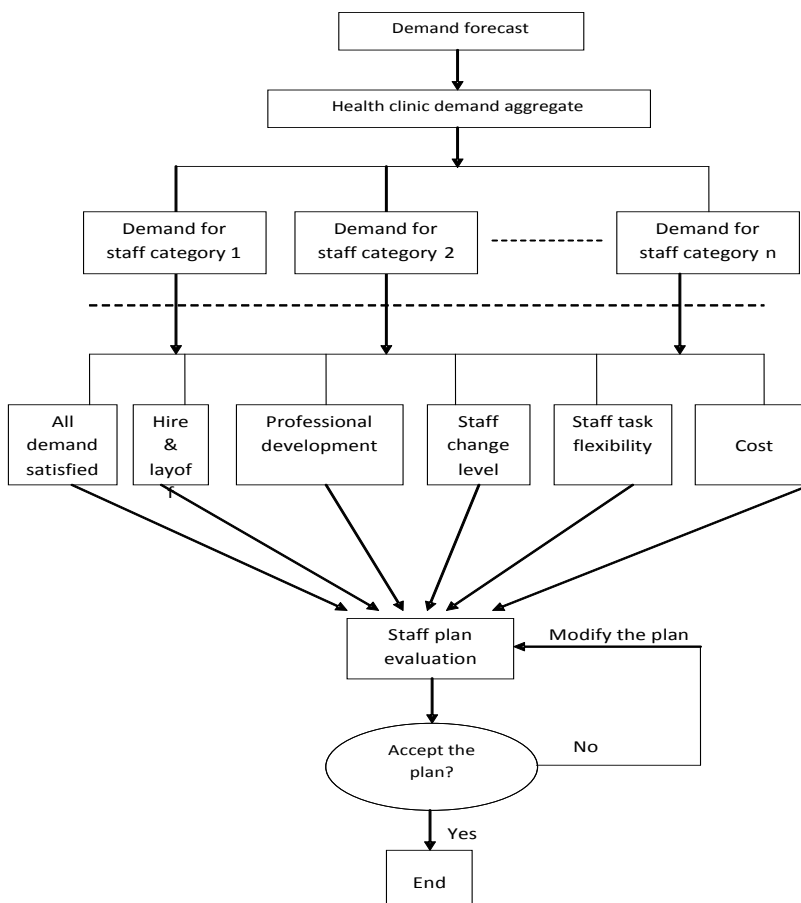 Demand forecast
Health clinic demand aggregate
Demand for
staff category 1
Demand for
staff category 2
Demand for
staff category n
All
demand
satisfied
Hire
&
layof
f
Professional
development
Staff
change
level
Staff task
flexibility
Cost
Staff plan
evaluation
Modify the plan
Accept the
plan?
No
Yes
End